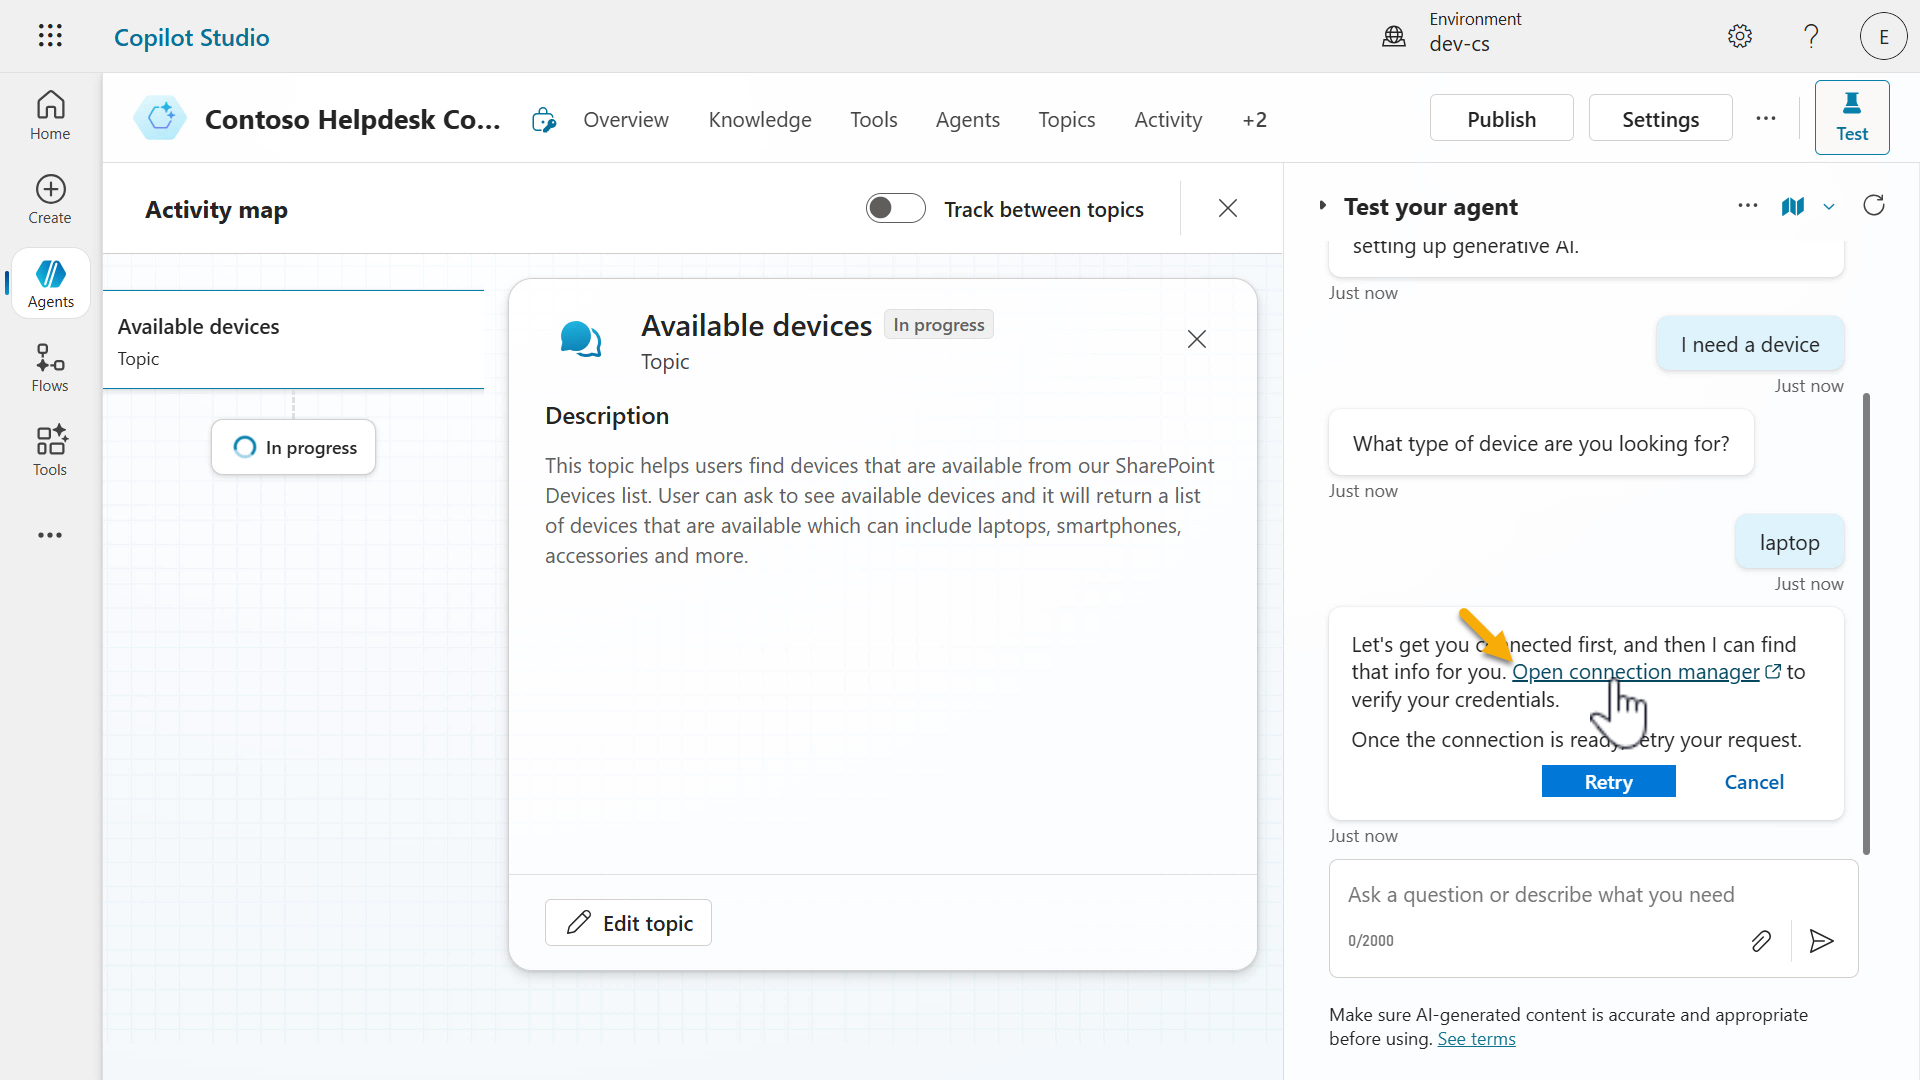 Copilot Studio
Environment
dev-cs
E
Home
Create
Agents
Flows
Tools
Contoso Helpdesk Co...
Overview
Knowledge
Tools
Agents
Topics
Activity
+2
Publish
Settings
Test
Activity map
Track between topics
Available devices
Topic
In progress
Available devices
In progress
Topic
Description
This topic helps users find devices that are available from our SharePoint
Devices list. User can ask to see available devices and it will return a list
of devices that are available which can include laptops, smartphones,
accessories and more.
Edit topic
Test your agent
setting up generative AI.
Just now
I need a device
Just now
What type of device are you looking for?
Just now
laptop
Just now
Let's get you connected first, and then I can find
that info for you. Open connection manager to
verify your credentials.
Once the connection is ready, retry your request.
Retry
Cancel
Just now
Ask a question or describe what you need
0/2000
Make sure AI-generated content is accurate and appropriate
before using. See terms